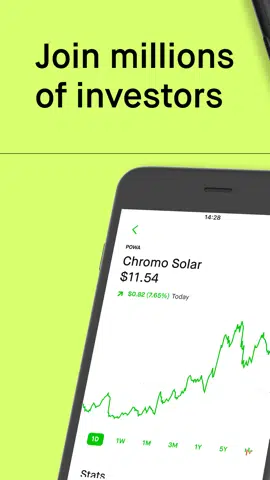 Join millions
of investors
14:28
POWA
Chromo Solar
$11.54
$0.82 (7.65%) Today
1D 1W 1M 3M 1Y 5Y
Stats